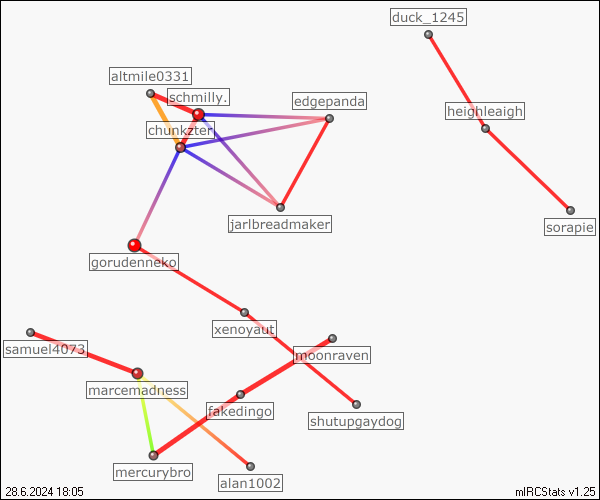 duck_1245
altmile0331
schmilly.
edgepanda
heighleaigh
chunkzter
jarlbreadmaker
sorapie
gorudenneko
xenoyaut
samuel4073
moonraven
marcemadness
fakedingo
shutupgaydog
mercurybro
alan1002
28.6.2024 18:05
mIRCStats v1.25